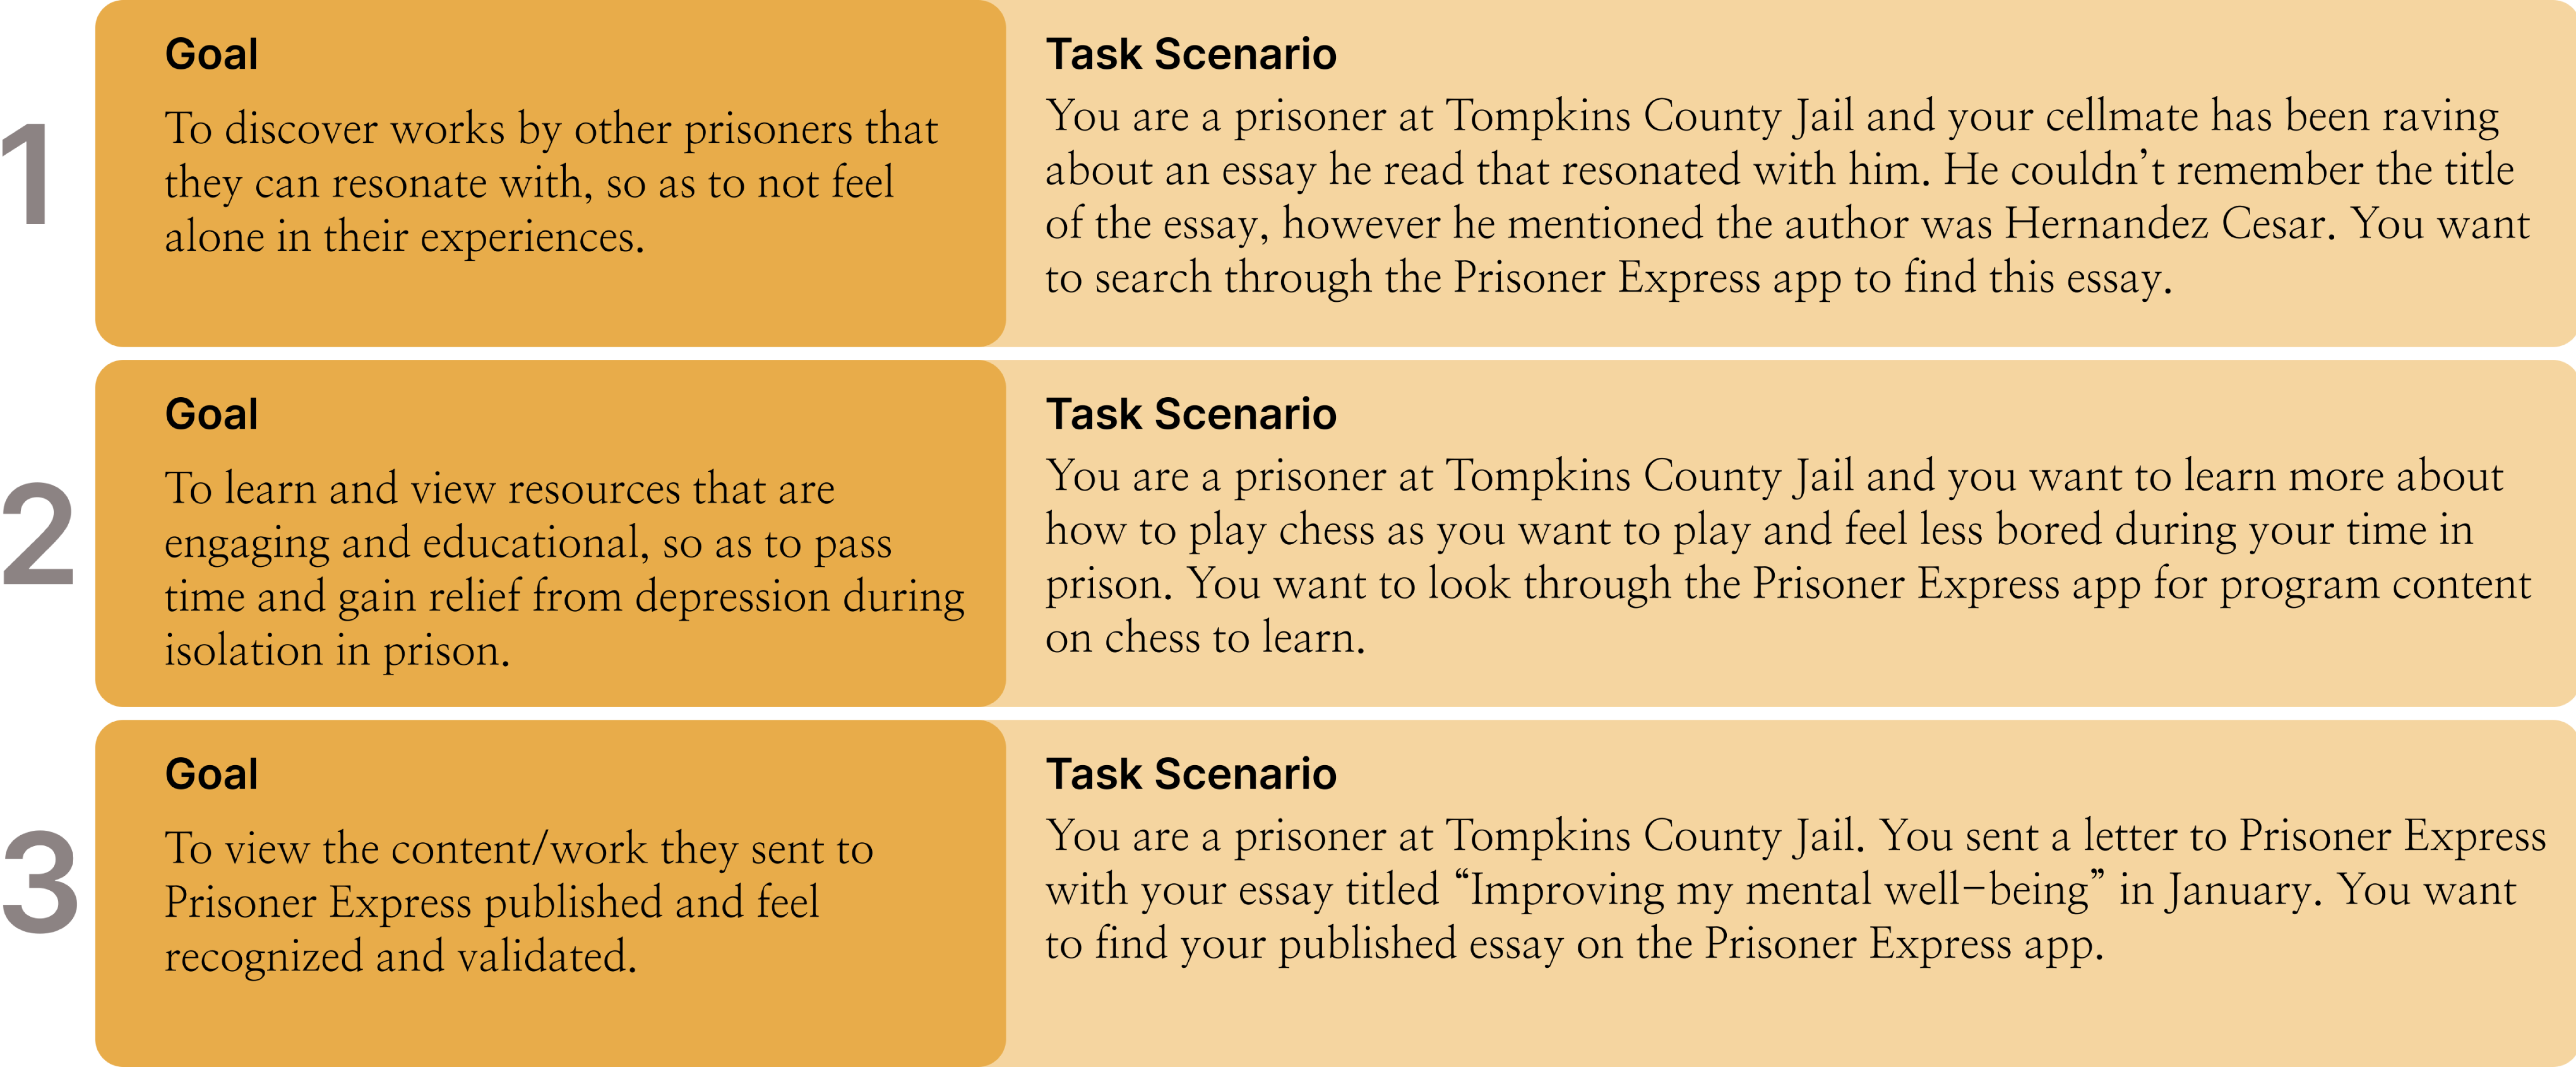 1
Goal
To discover works by other prisoners that
they can resonate with, so as to not feel
alone in their experiences.
Task Scenario
You are a prisoner at Tompkins County Jail and your cellmate has been raving
about an essay he read that resonated with him. He couldn’t remember the title
of the essay, however he mentioned the author was Hernandez Cesar. You want
to search through the Prisoner Express app to find this essay.
2
Goal
To learn and view resources that are
engaging and educational, so as to pass
time and gain relief from depression during
isolation in prison.
Task Scenario
You are a prisoner at Tompkins County Jail and you want to learn more about
how to play chess as you want to play and feel less bored during your time in
prison. You want to look through the Prisoner Express app for program content
on chess to learn.
3
Goal
To view the content/work they sent to
Prisoner Express published and feel
recognized and validated.
Task Scenario
You are a prisoner at Tompkins County Jail. You sent a letter to Prisoner Express
with your essay titled “Improving my mental well-being” in January. You want
to find your published essay on the Prisoner Express app.